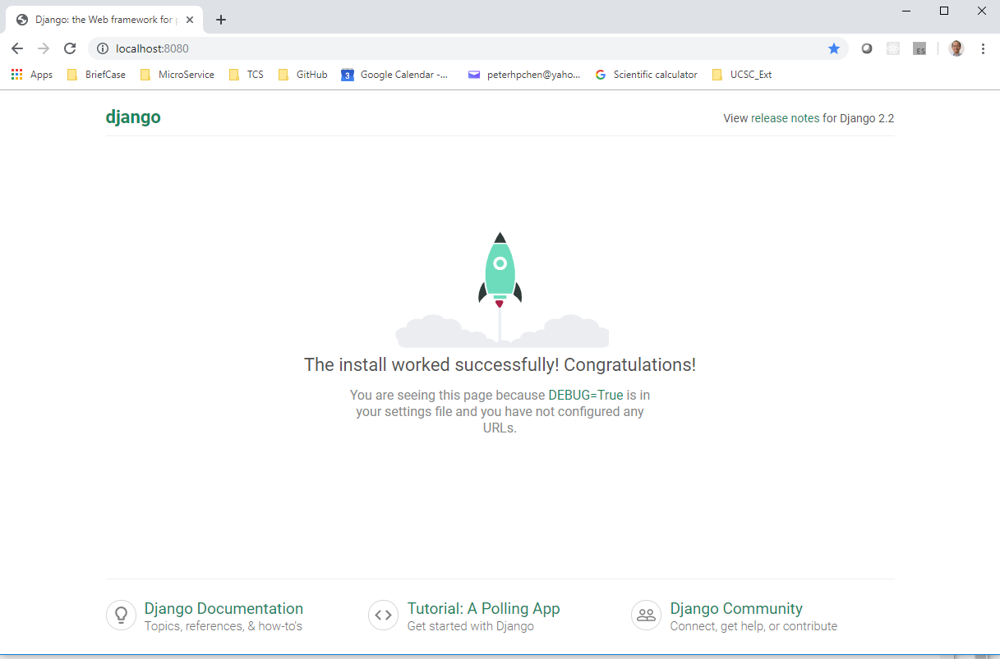 Django: the Web framework for p
localhost:8080
ES
Apps BriefCase MicroService TCS GitHub 3 Google Calendar -... peterhpchen@yaho... Scientific calculator UCSC_Ext
django
View release notes for Django 2.2
The install worked successfully! Congratulations!
You are seeing this page because DEBUG=True is in
your settings file and you have not configured any
URLs.
Django Documentation
Topics, references, & how-to's
Tutorial: A Polling App
Get started with Django
Django Community
Connect, get help, or contribute